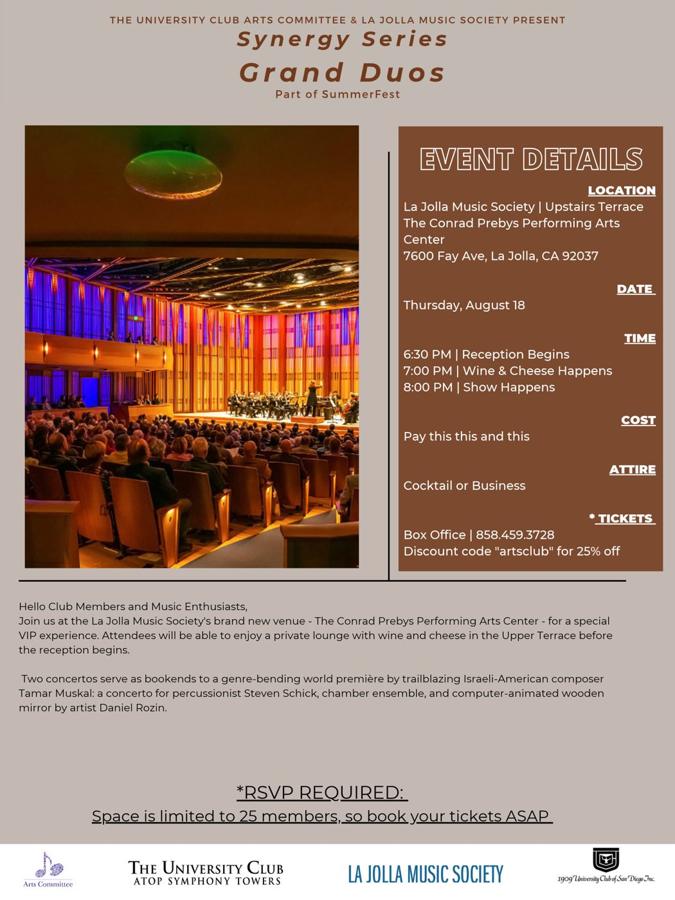 THE UNIVERSITY CLUB ARTS COMMITTEE & LA JOLLA MUSIC SOCIETY PRESENT
Synergy Series
Grand Duos
Part of SummerFest
EVENT DETAILS
LOCATION
La Jolla Music Society | Upstairs Terrace
The Conrad Prebys Performing Arts
Center
7600 Fay Ave, La Jolla, CA 92037
DATE
Thursday, August 18
TIME
6:30 PM | Reception Begins
7:00 PM | Wine & Cheese Happens
8:00 PM | Show Happens
COST
Pay this this and this
ATTIRE
Cocktail or Business
* TICKETS
Box Office | 858.459.3728
Discount code "artsclub" for 25% off
Hello Club Members and Music Enthusiasts,
Join us at the La Jolla Music Society's brand new venue - The Conrad Prebys Performing Arts Center - for a special
VIP experience. Attendees will be able to enjoy a private lounge with wine and cheese in the Upper Terrace before
the reception begins.
Two concertos serve as bookends to a genre-bending world première by trailblazing Israeli-American composer
Tamar Muskal: a concerto for percussionist Steven Schick, chamber ensemble, and computer-animated wooden
mirror by artist Daniel Rozin.
*RSVP REQUIRED:
Space is limited to 25 members, so book your tickets ASAP
Arts Committee
THE UNIVERSITY CLUB
ATOP SYMPHONY TOWERS
LA JOLLA MUSIC SOCIETY
1909 University Club of San Diego Inc.